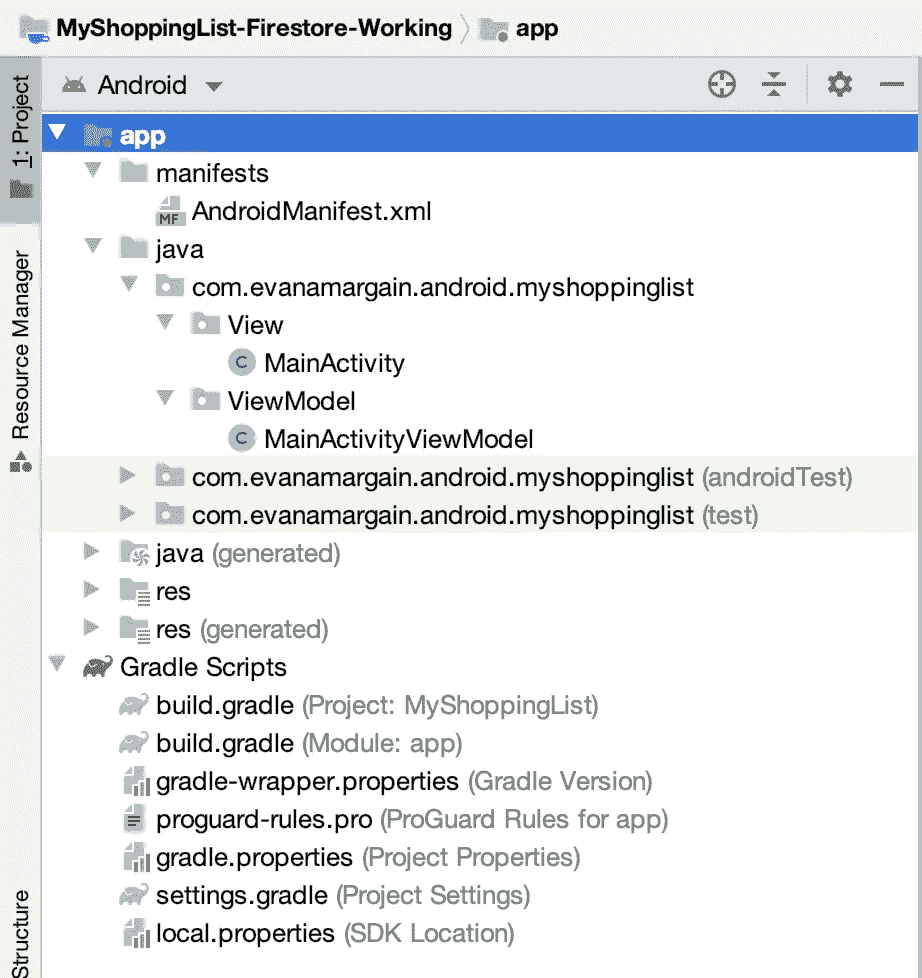 MyShoppingList-Firestore-Working app
1: Project
Resource Manager
Structure
Android
app
manifests
MF AndroidManifest.xml
java
com.evanamargain.android.myshoppinglist
View
C MainActivity
ViewModel
C MainActivityViewModel
com.evanamargain.android.myshoppinglist (androidTest)
com.evanamargain.android.myshoppinglist (test)
java (generated)
res
res (generated)
Gradle Scripts
build.gradle (Project: MyShoppingList)
build.gradle (Module: app)
gradle-wrapper.properties (Gradle Version)
proguard-rules.pro (ProGuard Rules for app)
gradle.properties (Project Properties)
settings.gradle (Project Settings)
local.properties (SDK Location)